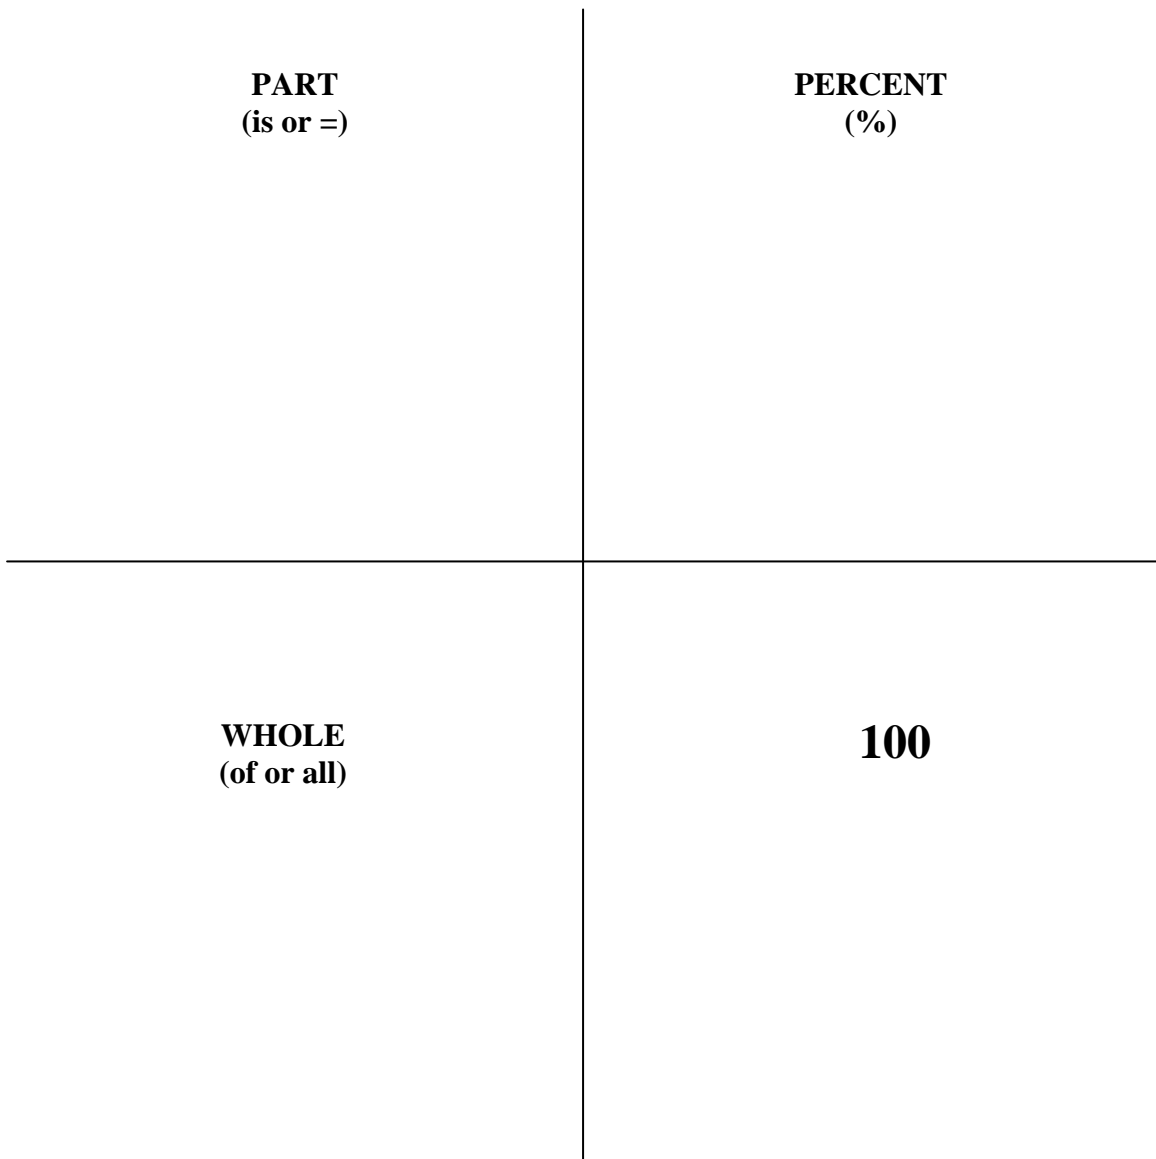 PART
(is or =)
PERCENT
(%)
WHOLE
(of or all)
100